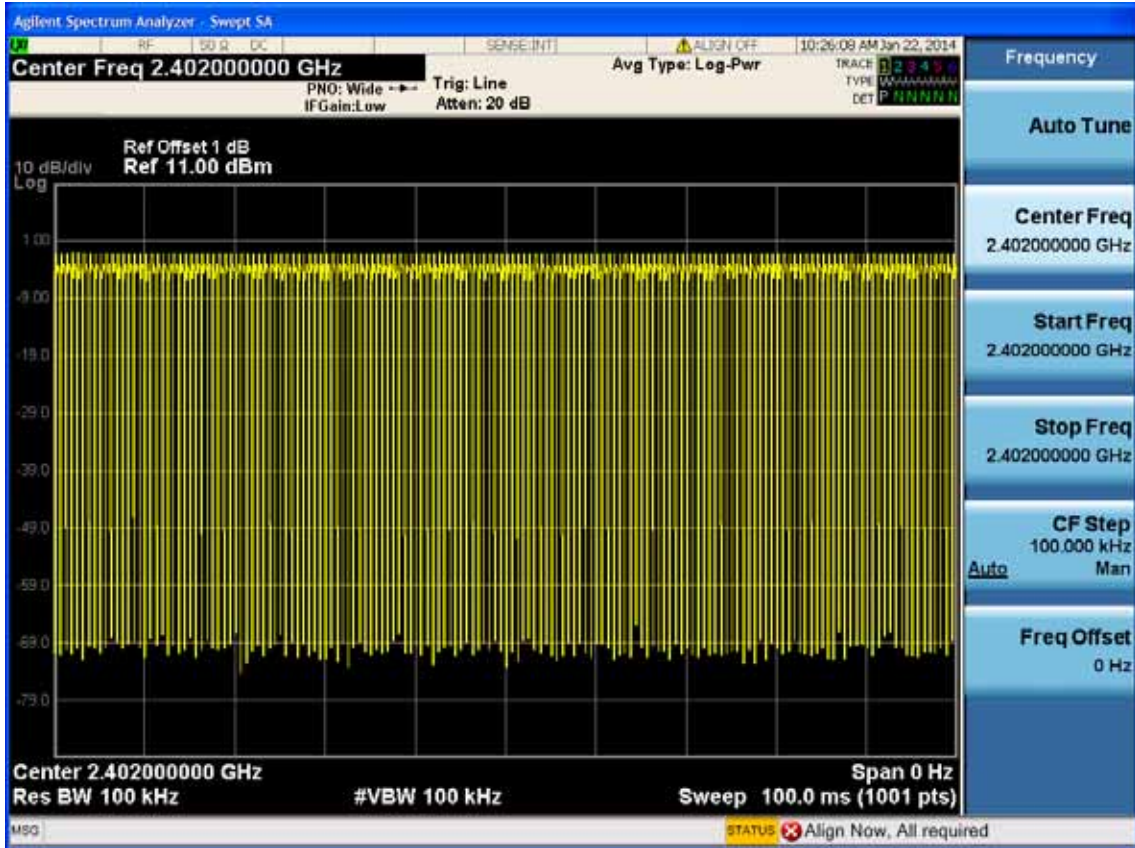 Agilent Spectrum Analyzer - Swept SA
RF 50 Ω DC SENSE:INT ALIGN OFF 10:26:08 AM Jan 22, 2014
Center Freq 2.402000000 GHz
PNO: Wide
IFGain:Low
Trig: Line
Atten: 20 dB
Avg Type: Log-Pwr
TRACE 1 2 3 4 5 6
TYPE
DET P N N N N N
Ref Offset 1 dB
10 dB/div Ref 11.00 dBm
Log
1.00
-9.00
-19.0
-29.0
-39.0
-49.0
-59.0
-69.0
-79.0
Center 2.402000000 GHz Span 0 Hz
Res BW 100 kHz #VBW 100 kHz Sweep 100.0 ms (1001 pts)
MSG STATUS Align Now, All required
Frequency
Auto Tune
Center Freq
2.402000000 GHz
Start Freq
2.402000000 GHz
Stop Freq
2.402000000 GHz
CF Step
100.000 kHz
Auto Man
Freq Offset
0 Hz